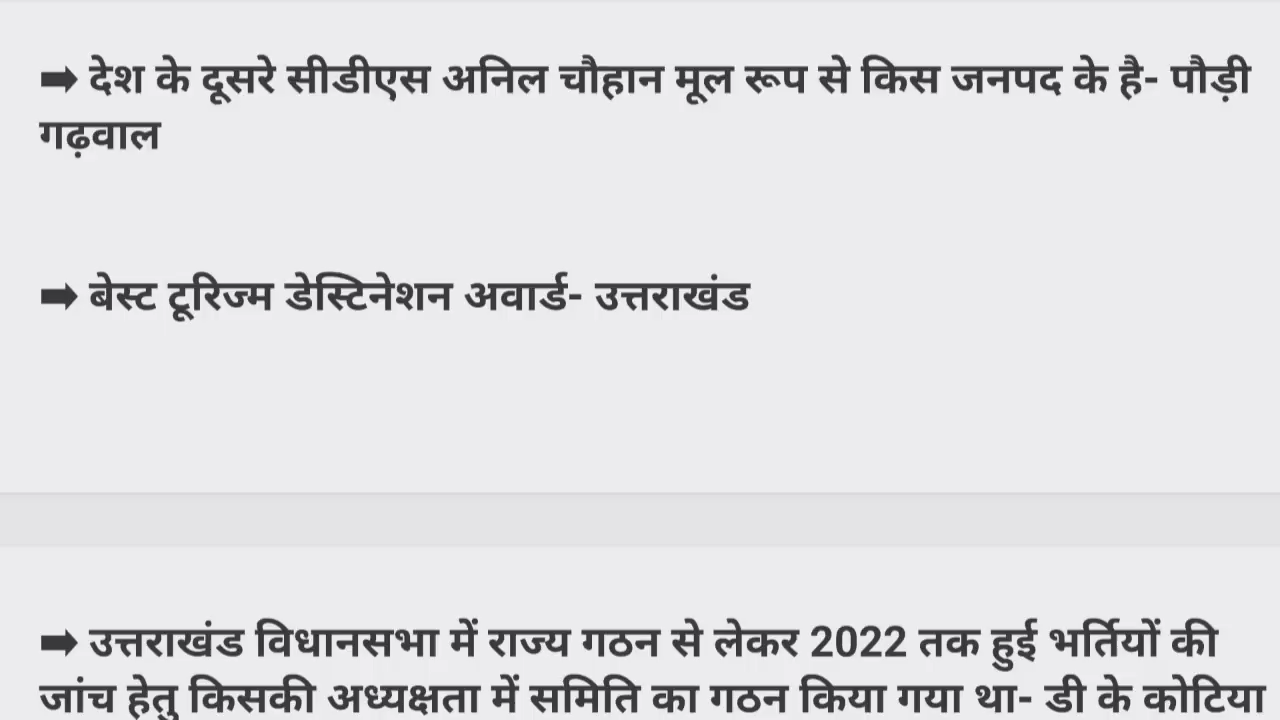 ➡ देश के दूसरे सीडीएस अनिल चौहान मूल रूप से किस जनपद के है- पौड़ी
गढ़वाल
➡ बेस्ट टूरिज्म डेस्टिनेशन अवार्ड- उत्तराखंड
➡ उत्तराखंड विधानसभा में राज्य गठन से लेकर 2022 तक हुई भर्तियों की
जांच हेतु किसकी अध्यक्षता में समिति का गठन किया गया था- डी के कोटिया